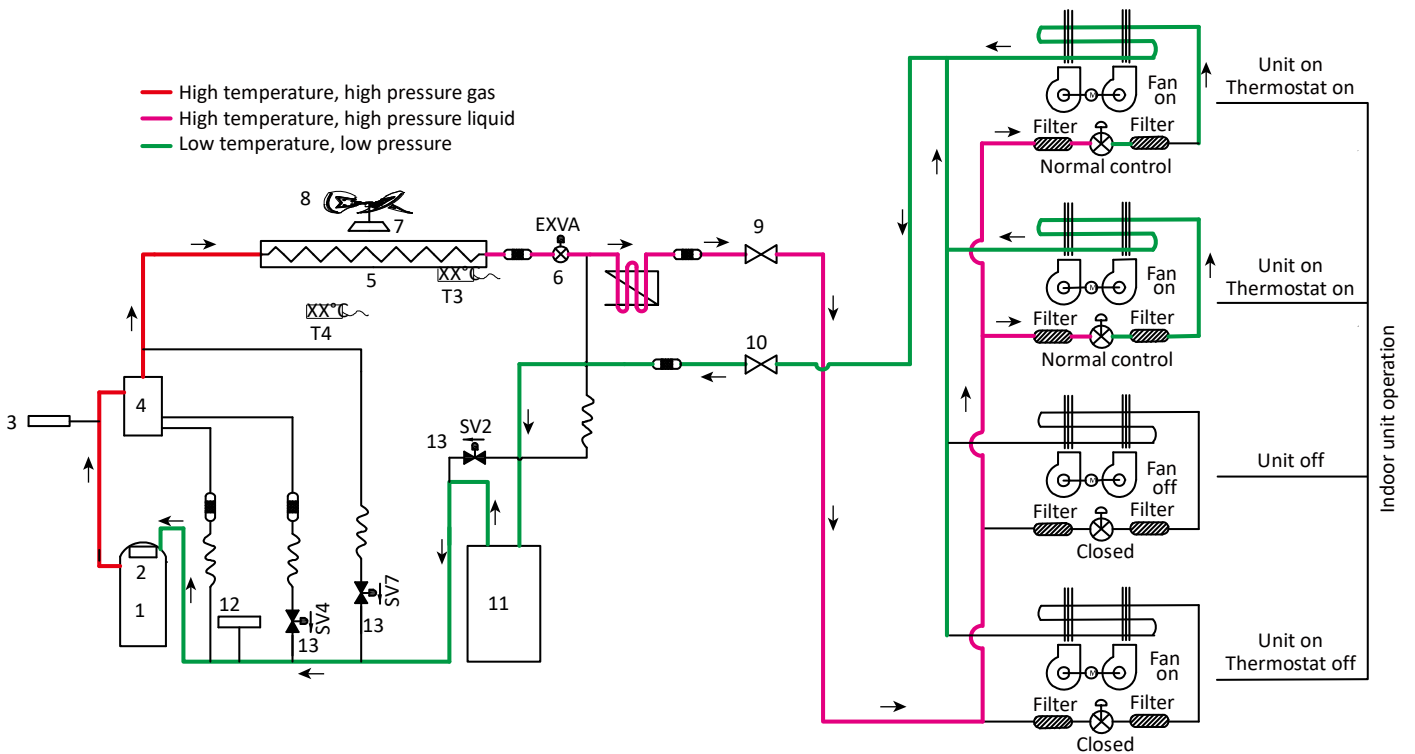 High temperature, high pressure gas
High temperature, high pressure liquid
Low temperature, low pressure
8
7
5
XX°C
T3
XX°C
T4
EXVA
6
9
10
3
4
2
1
12
SV4
13
SV7
13
13
SV2
11
M
Fan
on
Filter
Filter
Normal control
Unit on
Thermostat on
M
Fan
on
Filter
Filter
Normal control
Unit on
Thermostat on
M
Fan
off
Filter
Filter
Closed
Unit off
M
Fan
on
Filter
Filter
Closed
Unit on
Thermostat off
Indoor unit operation